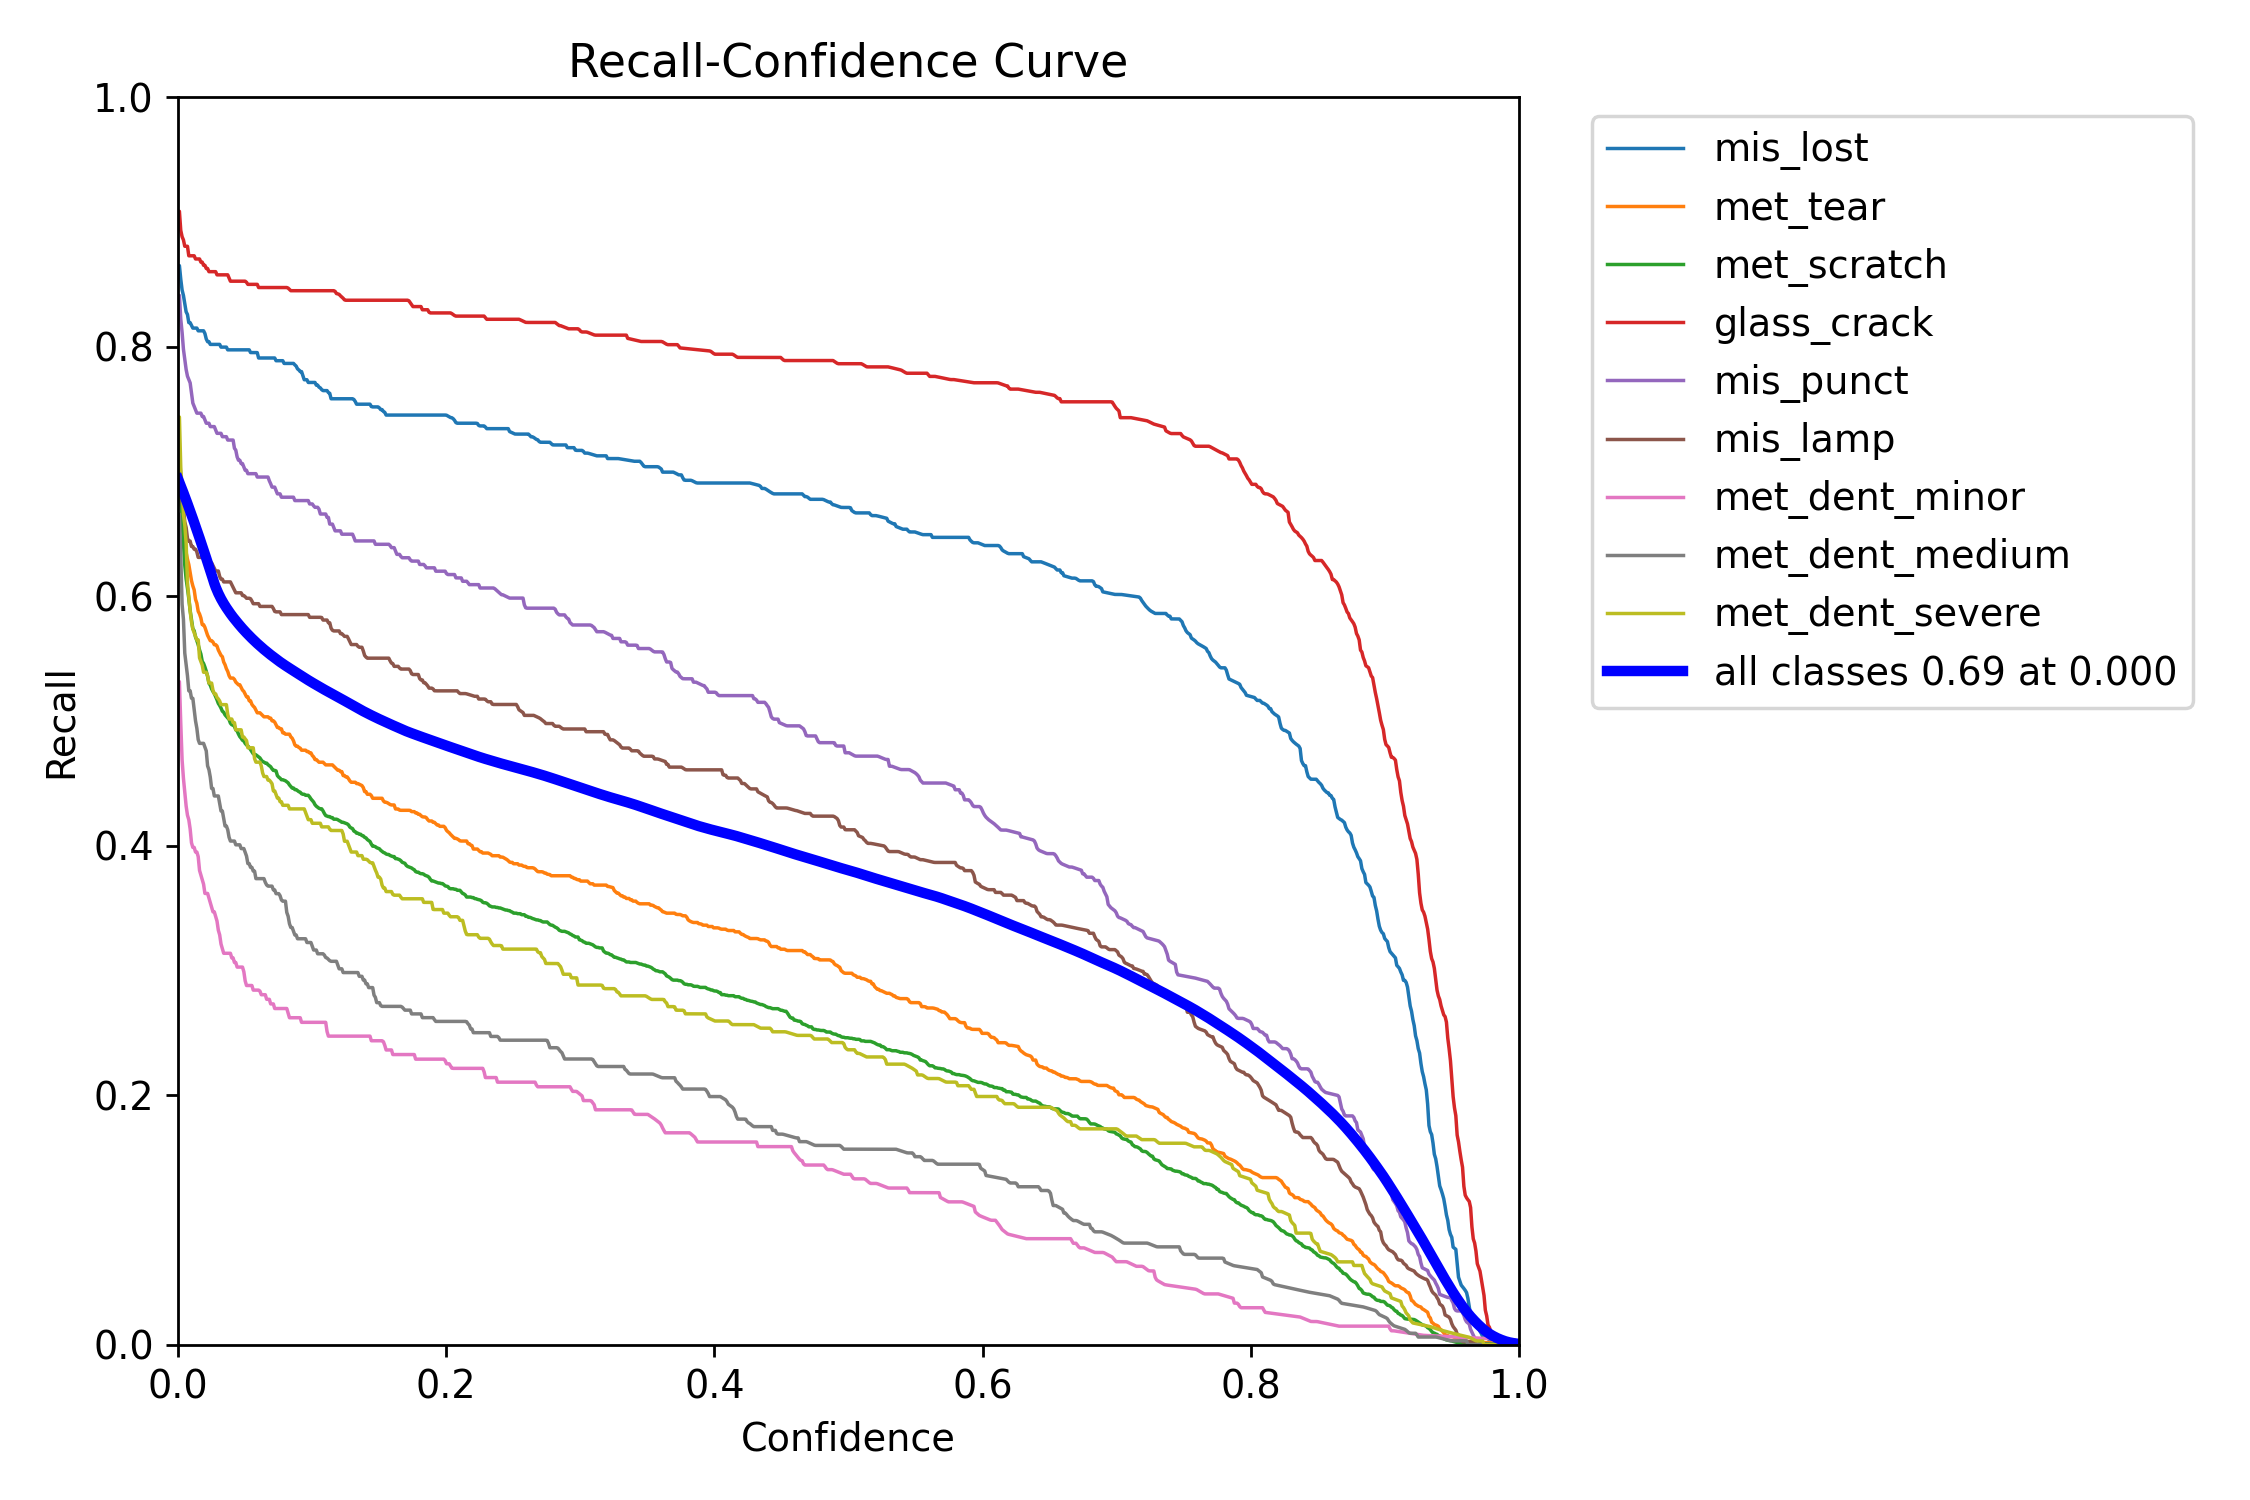 Recall-Confidence Curve
1.0
0.8
0.6
0.4
0.2
0.0
Recall
0.0 0.2 0.4 0.6 0.8 1.0
Confidence
mis_lost
met_tear
met_scratch
glass_crack
mis_punct
mis_lamp
met_dent_minor
met_dent_medium
met_dent_severe
all classes 0.69 at 0.000